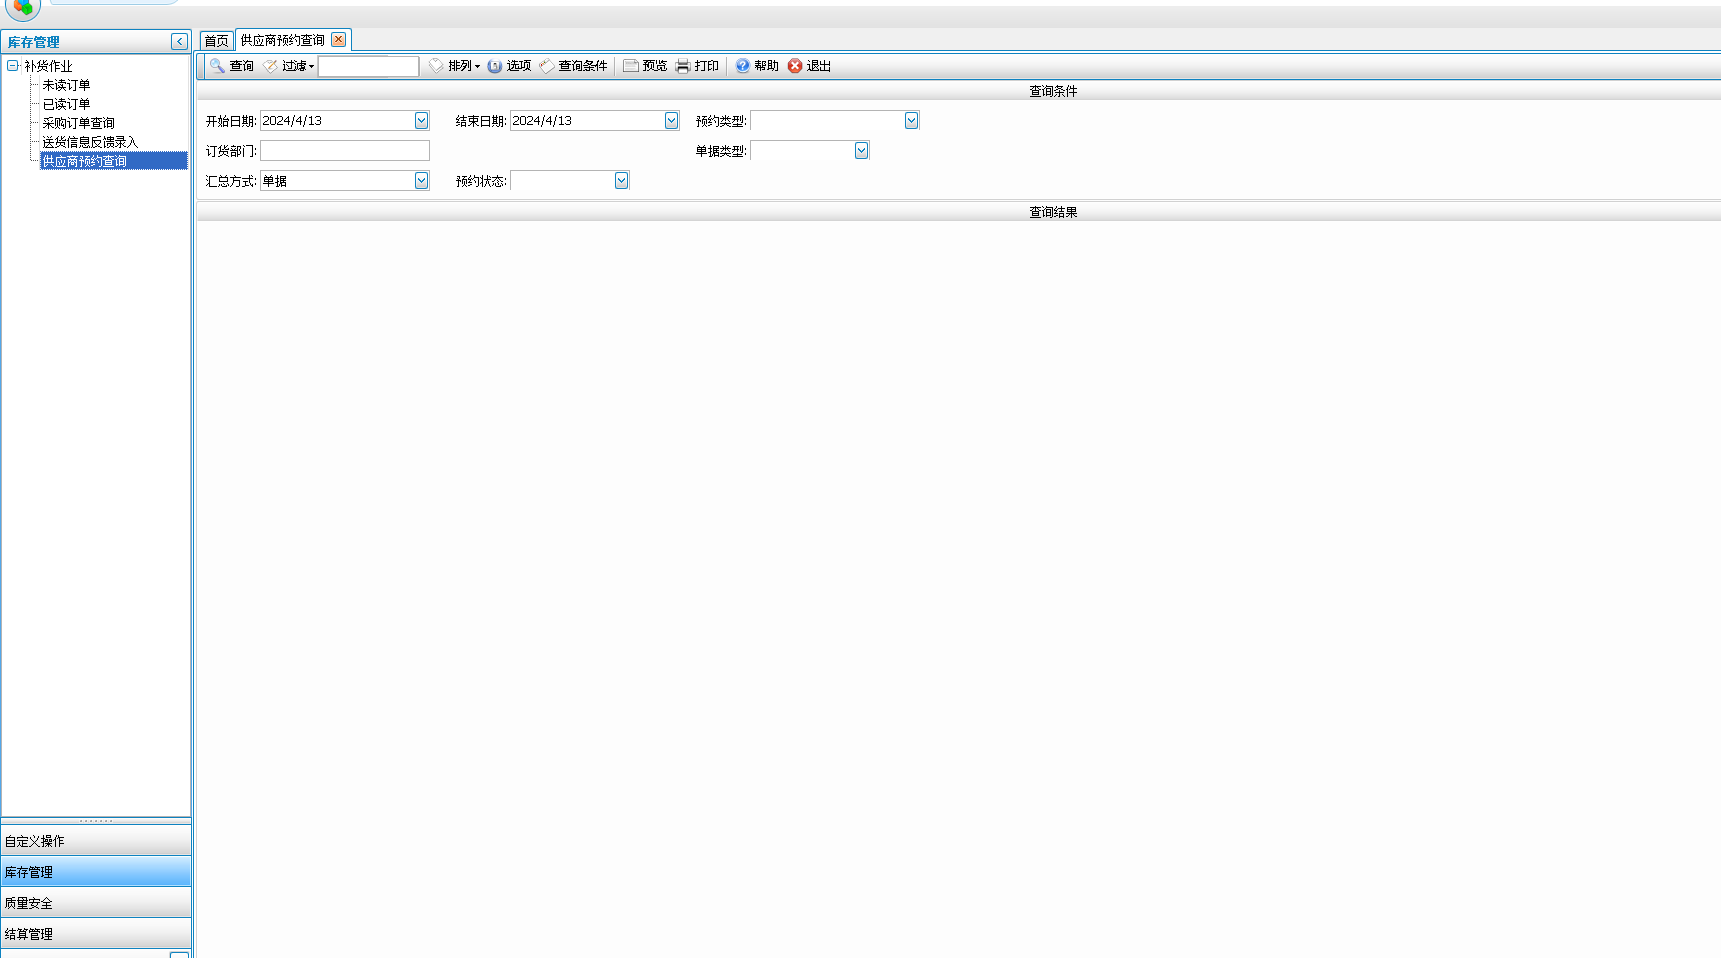 库存管理
首页 供应商预约查询
补货作业
未读订单
已读订单
采购订单查询
送货信息反馈录入
供应商预约查询
查询 过滤 排列 选项 查询条件 预览 打印 帮助 退出
查询条件
开始日期: 2024/4/13 结束日期: 2024/4/13 预约类型:
订货部门: 单据类型:
汇总方式: 单据 预约状态:
查询结果
自定义操作
库存管理
质量安全
结算管理